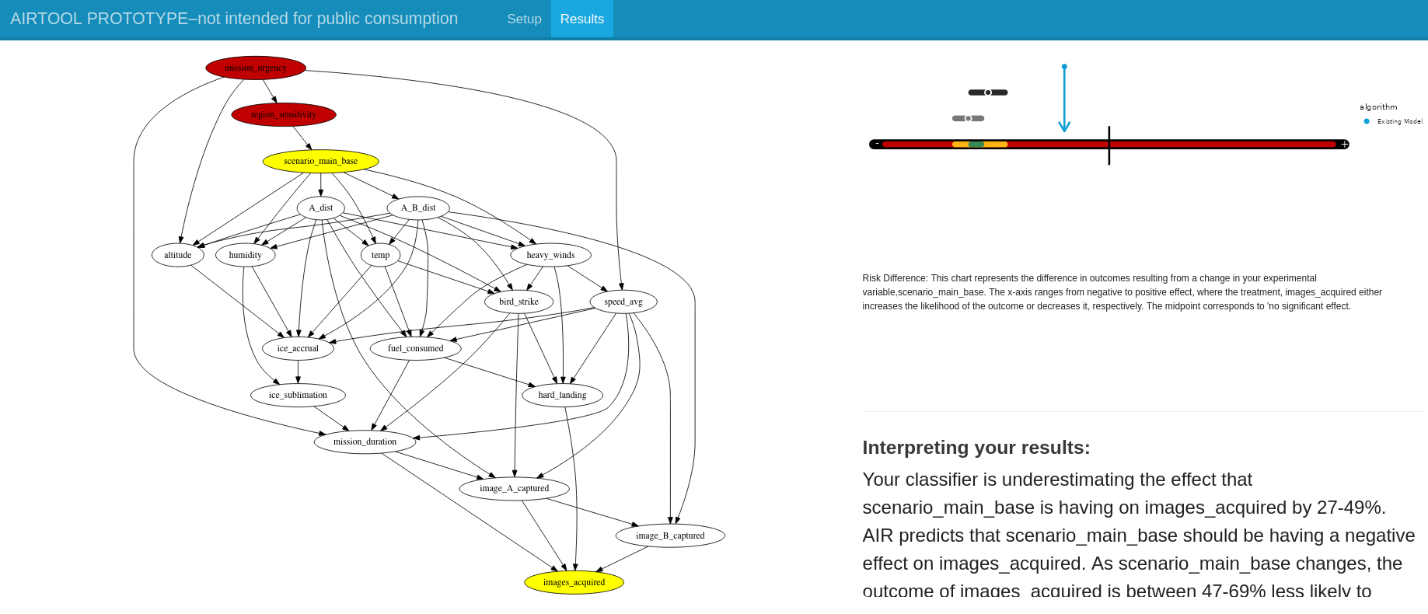 AIRTOOL PROTOTYPE–not intended for public consumption
Setup
Results
mission_urgency
region_sensitivity
scenario_main_base
A_dist
A_B_dist
altitude
humidity
temp
heavy_winds
bird_strike
speed_avg
ice_accrual
fuel_consumed
ice_sublimation
hard_landing
mission_duration
image_A_captured
image_B_captured
images_acquired
algorithm
Existing Model
-
+
Risk Difference: This chart represents the difference in outcomes resulting from a change in your experimental
variable,scenario_main_base. The x-axis ranges from negative to positive effect, where the treatment, images_acquired either
increases the likelihood of the outcome or decreases it, respectively. The midpoint corresponds to 'no significant effect.
Interpreting your results:
Your classifier is underestimating the effect that
scenario_main_base is having on images_acquired by 27-49%.
AIR predicts that scenario_main_base should be having a negative
effect on images_acquired. As scenario_main_base changes, the
outcome of images_acquired is between 47-69% less likely to